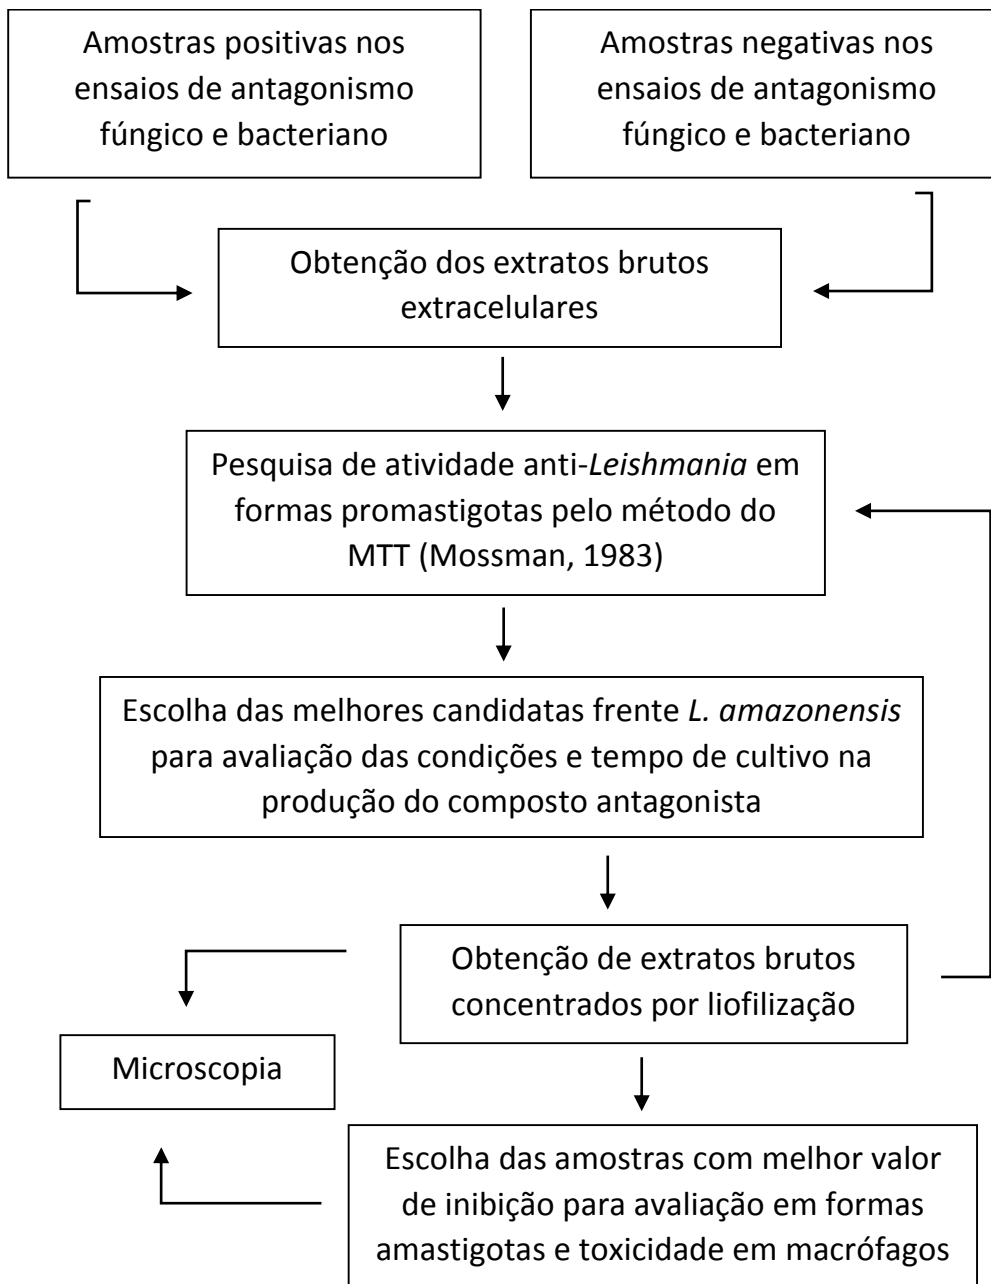 Amostras positivas nos
ensaios de antagonismo
fúngico e bacteriano
Amostras negativas nos
ensaios de antagonismo
fúngico e bacteriano
Obtenção dos extratos brutos
extracelulares
Pesquisa de atividade anti-Leishmania em
formas promastigotas pelo método do
MTT (Mossman, 1983)
Escolha das melhores candidatas frente L. amazonensis
para avaliação das condições e tempo de cultivo na
produção do composto antagonista
Obtenção de extratos brutos
concentrados por liofilização
Microscopia
Escolha das amostras com melhor valor
de inibição para avaliação em formas
amastigotas e toxicidade em macrófagos